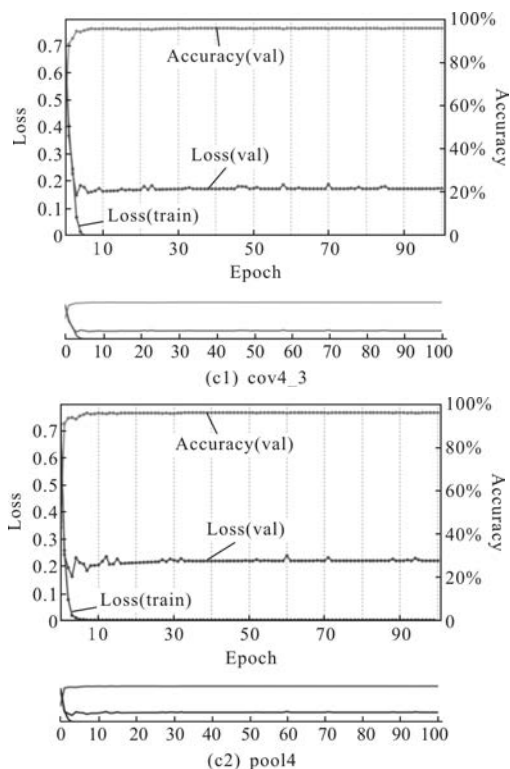 100%
0.7
Accuracy(val)
80%
0.6
0.5
60%
Loss
Accuracy
0.4
0.3
40%
Loss(val)
0.2
20%
0.1
Loss(train)
0
0
10 30 50 70 90
Epoch
0 10 20 30 40 50 60 70 80 90 100
(c1) cov4_3
100%
0.7
Accuracy(val)
80%
0.6
0.5
60%
Loss
Accuracy
0.4
0.3
40%
Loss(val)
0.2
20%
0.1
Loss(train)
0
0
10 30 50 70 90
Epoch
0 10 20 30 40 50 60 70 80 90 100
(c2) pool4